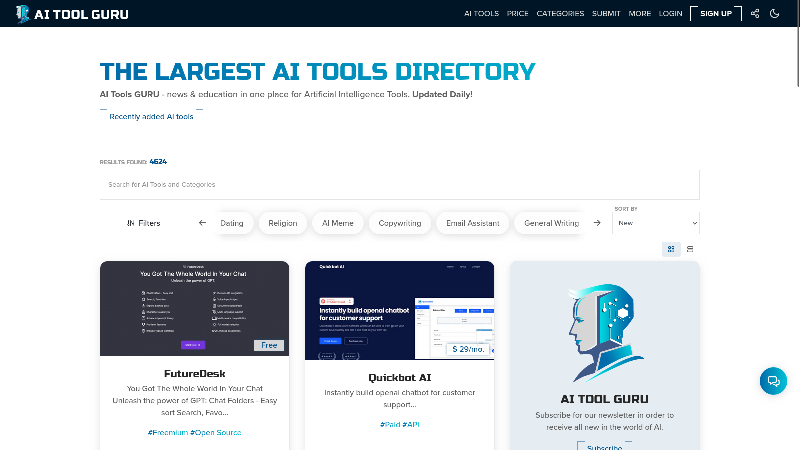 AI TOOL GURU
AI TOOLS PRICE CATEGORIES SUBMIT MORE LOGIN SIGN UP
THE LARGEST AI TOOLS DIRECTORY
AI Tools GURU - news & education in one place for Artificial Intelligence Tools. Updated Daily!
Recently added AI tools
RESULTS FOUND: 4624
Search for AI Tools and Categories
SORT BY
Filters
Dating
Religion
AI Meme
Copywriting
Email Assistant
General Writing
New
You Got The Whole World In Your Chat
Unleash the power of GPT
Free
FutureDesk
You Got The Whole World In Your Chat
Unleash the power of GPT: Chat Folders - Easy
sort Search, Favo...
#Freemium #Open Source
Quickbot AI
Instantly build openai chatbot
for customer support
$ 29/mo.
Quickbot AI
Instantly build openai chatbot for customer
support...
#Paid #API
AI TOOL GURU
Subscribe for our newsletter in order to
receive all new in the world of AI.
Subscribe